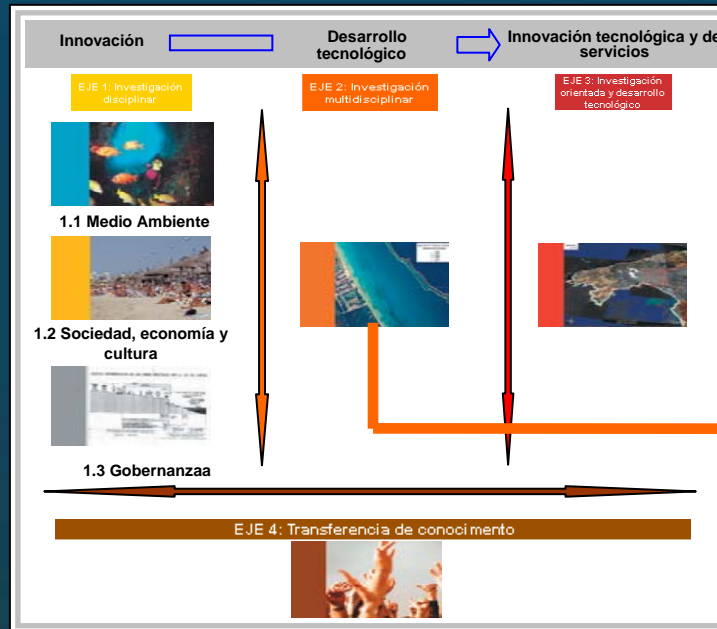 Innovación
Desarrollo
tecnológico
Innovación tecnológica y de
servicios
EJE 1: Investigación
disciplinar
EJE 2: Investigación
multidisciplinar
EJE 3: Investigación
orientada y desarrollo
tecnológico
1.1 Medio Ambiente
1.2 Sociedad, economía y
cultura
1.3 Gobernanzaa
EJE 4: Transferencia de conocimento